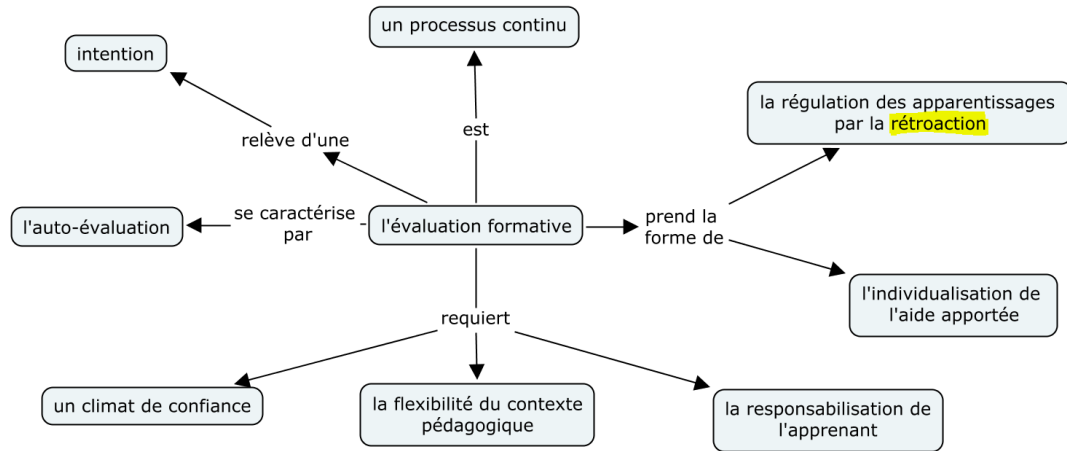 un processus continu
intention
la régulation des apparentissages
par la rétroaction
est
relève d'une
l'auto-évaluation
se caractérise
par
l'évaluation formative
prend la
forme de
l'individualisation de
l'aide apportée
requiert
un climat de confiance
la flexibilité du contexte
pédagogique
la responsabilisation de
l'apprenant